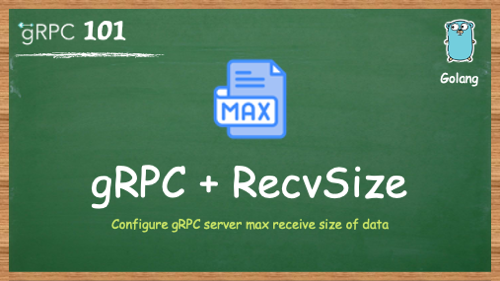 gRPC 101
Golang
MAX
gRPC + RecvSize
Configure gRPC server max receive size of data